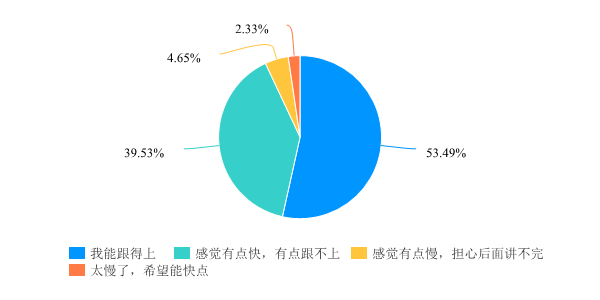 2.33%
4.65%
39.53%
53.49%
我能跟得上 感觉有点快，有点跟不上 感觉有点慢，担心后面讲不完
太慢了，希望能快点